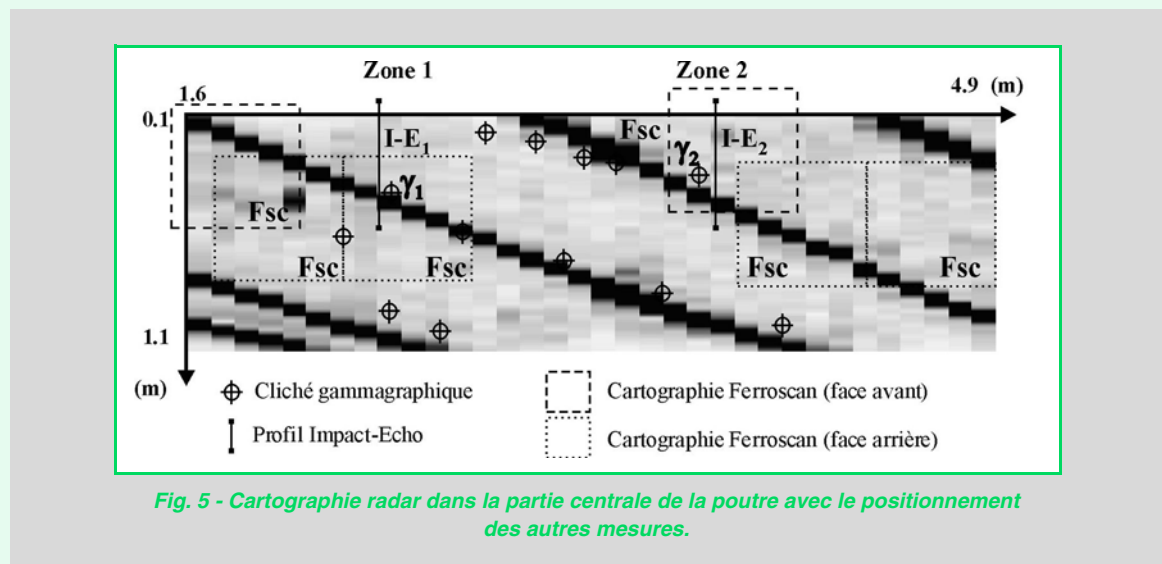 Zone 1
Zone 2
1.6
4.9 (m)
0.1
I-E1
Fsc
I-E2
γ2
γ1
Fsc
Fsc
Fsc
Fsc
Fsc
1.1
(m)
Cliché gammagraphique
Cartographie Ferroscan (face avant)
Profil Impact-Echo
Cartographie Ferroscan (face arrière)
Fig. 5 - Cartographie radar dans la partie centrale de la poutre avec le positionnement
des autres mesures.